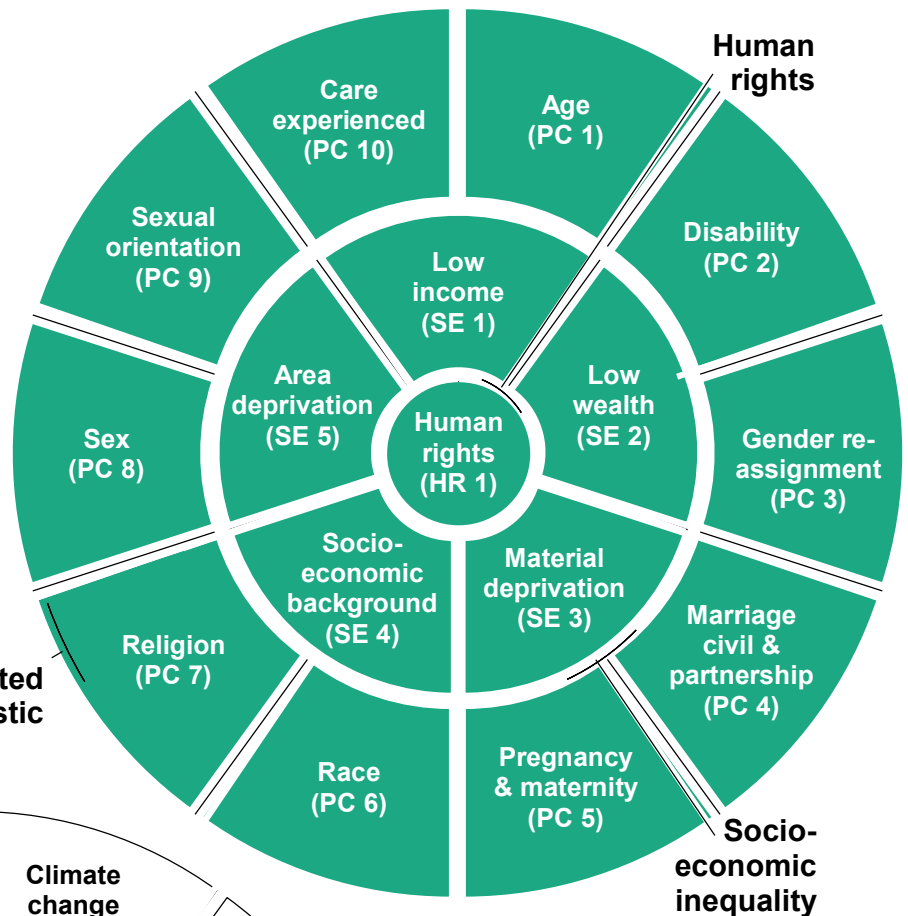 Human
rights
Care
experienced
(PC 10)
Age
(PC 1)
Sexual
orientation
(PC 9)
Disability
(PC 2)
Low
income
(SE 1)
Area
deprivation
(SE 5)
Low
wealth
(SE 2)
Human
rights
(HR 1)
Sex
(PC 8)
Gender re-
assignment
(PC 3)
Socio-
economic
background
(SE 4)
Material
deprivation
(SE 3)
Marriage
civil &
partnership
(PC 4)
Religion
(PC 7)
ted
stic
Race
(PC 6)
Pregnancy
& maternity
(PC 5)
Socio-
economic
inequality
Climate
change